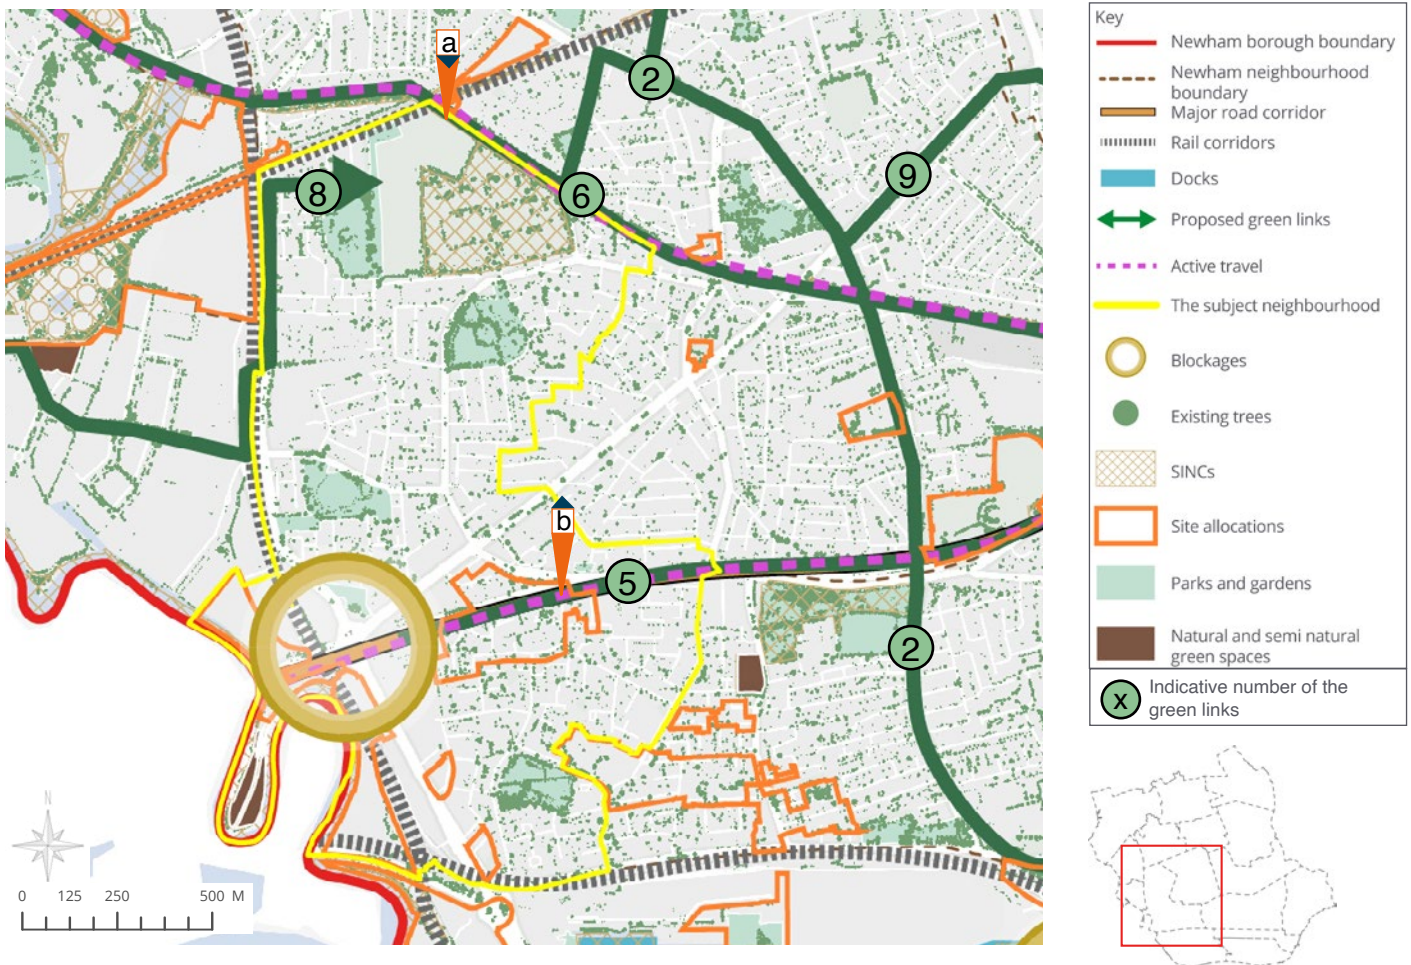 a
2
9
8
6
b
5
2
N
0 125 250 500 M
Key
Newham borough boundary
Newham neighbourhood
boundary
Major road corridor
Rail corridors
Docks
Proposed green links
Active travel
The subject neighbourhood
Blockages
Existing trees
SINCs
Site allocations
Parks and gardens
Natural and semi natural
green spaces
X
Indicative number of the
green links